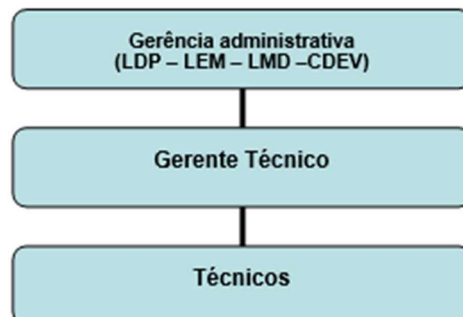 Gerência administrativa
(LDP – LEM – LMD –CDEV)
Gerente Técnico
Técnicos